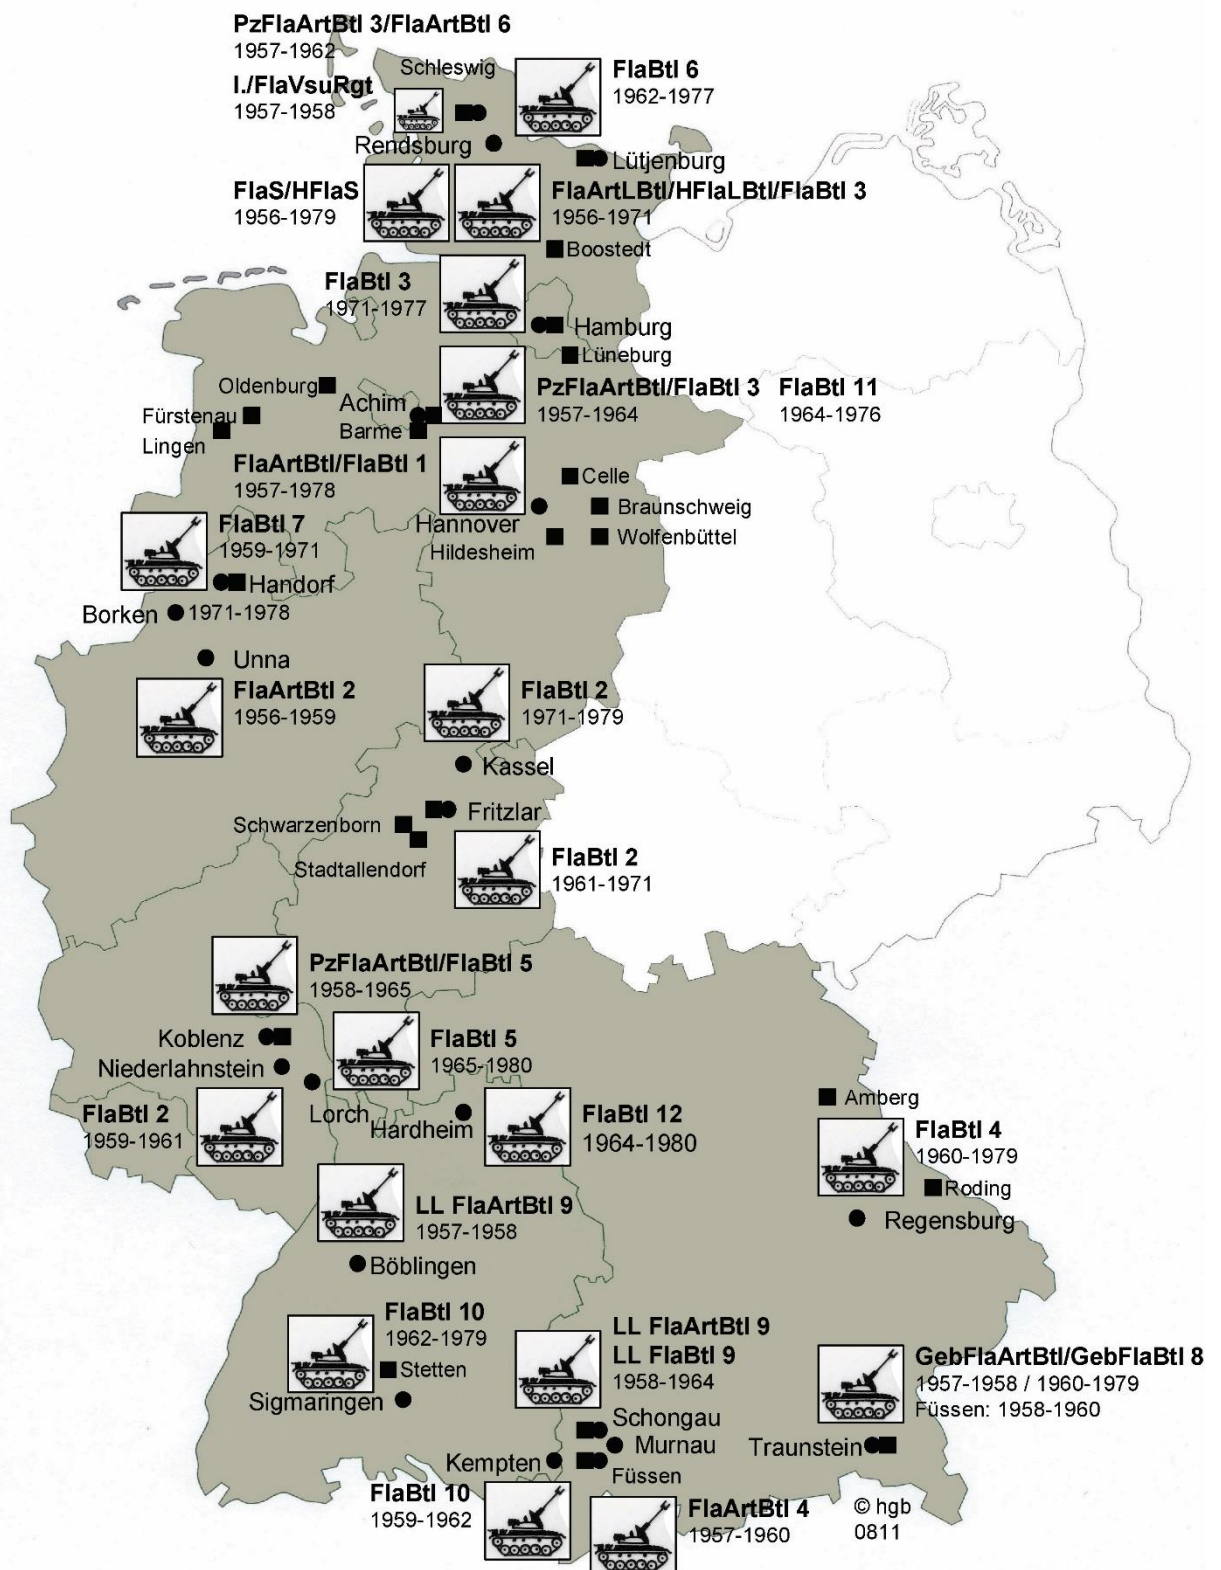 PzFlaArtBtl 3/FlaArtBtl 6
1957-1962
Schleswig
I./FlaVsuRgt
1957-1958
FlaBtl 6
1962-1977
Rendsburg
Lütjenburg
FlaS/HFlaS
1956-1979
FlaArtLBtl/HFlaLBtl/FlaBtl 3
1956-1971
Boostedt
FlaBtl 3
1971-1977
Hamburg
Lüneburg
Oldenburg
PzFlaArtBtl/FlaBtl 3
1957-1964
FlaBtl 11
1964-1976
Achim
Fürstenau
Barme
Lingen
FlaArtBtl/FlaBtl 1
1957-1978
Celle
Braunschweig
Hannover
Hildesheim
Wolfenbüttel
FlaBtl 7
1959-1971
Handorf
Borken
1971-1978
Unna
FlaArtBtl 2
1956-1959
FlaBtl 2
1971-1979
Kassel
Fritzlar
Schwarzenborn
Stadtallendorf
FlaBtl 2
1961-1971
PzFlaArtBtl/FlaBtl 5
1958-1965
Koblenz
Niederlahnstein
FlaBtl 5
1965-1980
Lorch
Hardheim
FlaBtl 2
1959-1961
FlaBtl 12
1964-1980
Amberg
FlaBtl 4
1960-1979
Roding
Regensburg
LL FlaArtBtl 9
1957-1958
Böblingen
FlaBtl 10
1962-1979
Stetten
Sigmaringen
LL FlaArtBtl 9
LL FlaBtl 9
1958-1964
GebFlaArtBtl/GebFlaBtl 8
1957-1958 / 1960-1979
Füssen: 1958-1960
Schongau
Murnau
Traunstein
Kempten
Füssen
FlaBtl 10
1959-1962
FlaArtBtl 4
1957-1960
© hgb
0811